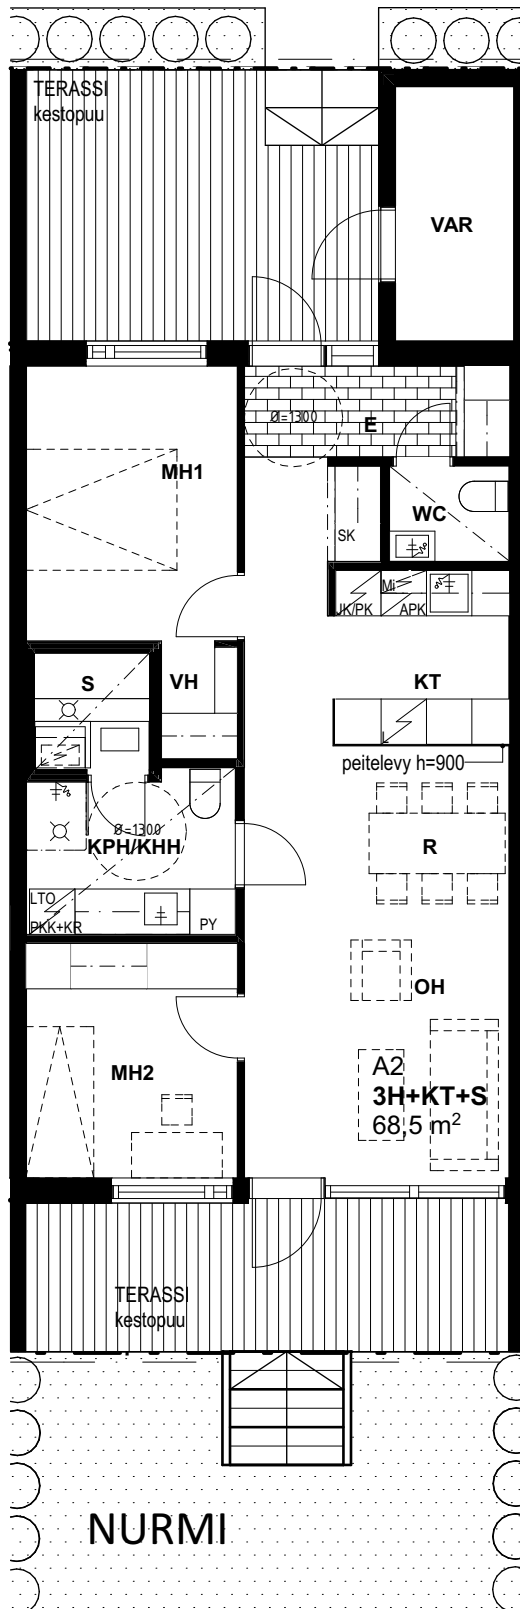 TERASSI
kestopuu
VAR
Ø=1300
E
MH1
WC
SK
JK/PK
Mi
APK
S
VH
KT
peitelevy h=900
Ø=1300
KPH/KHH
R
LTO
PKK+KR
PY
OH
MH2
A2
3H+KT+S
68,5 m²
TERASSI
kestopuu
NURMI